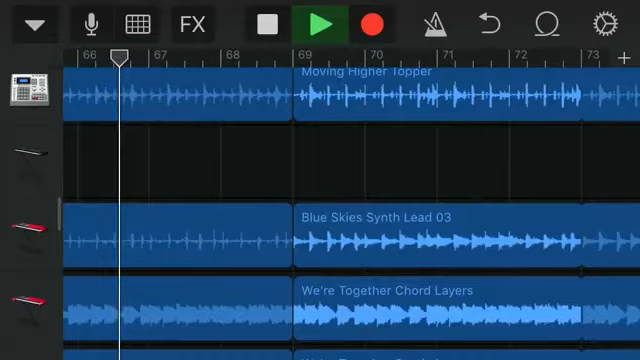 FX
66 67 68 69 70 71 72 73
Moving Higher Topper
Blue Skies Synth Lead 03
We're Together Chord Layers